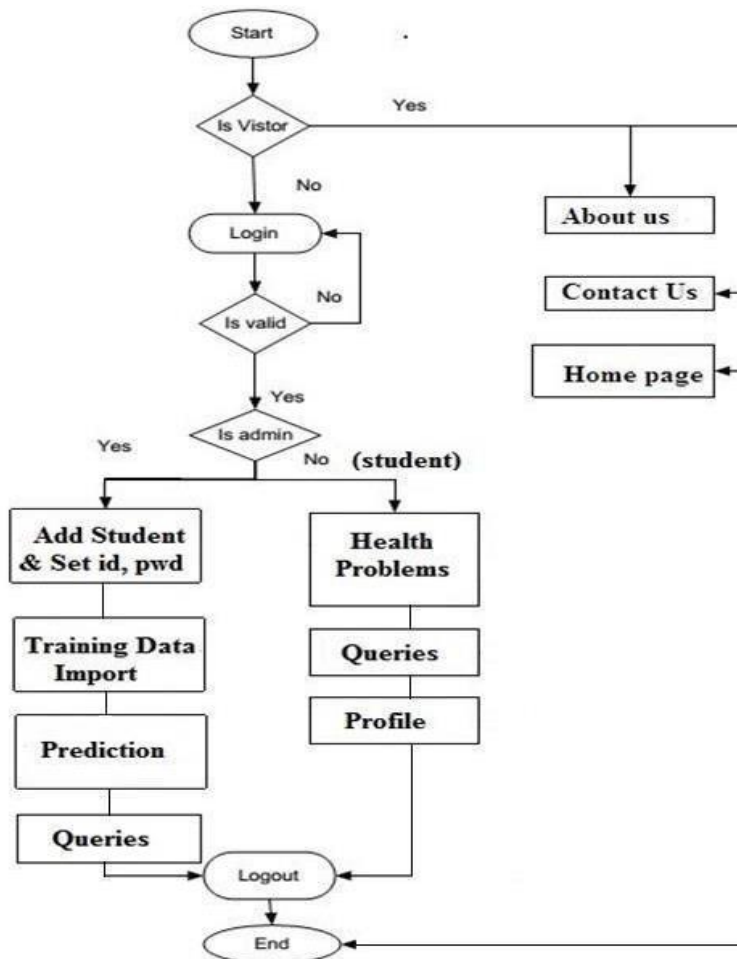 Start
Yes
Is Vistor
No
About us
Login
Contact Us
No
Is valid
Home page
Yes
Is admin
Yes
No
(student)
Add Student
& Set id, pwd
Health
Problems
Training Data
Import
Queries
Profile
Prediction
Queries
Logout
End